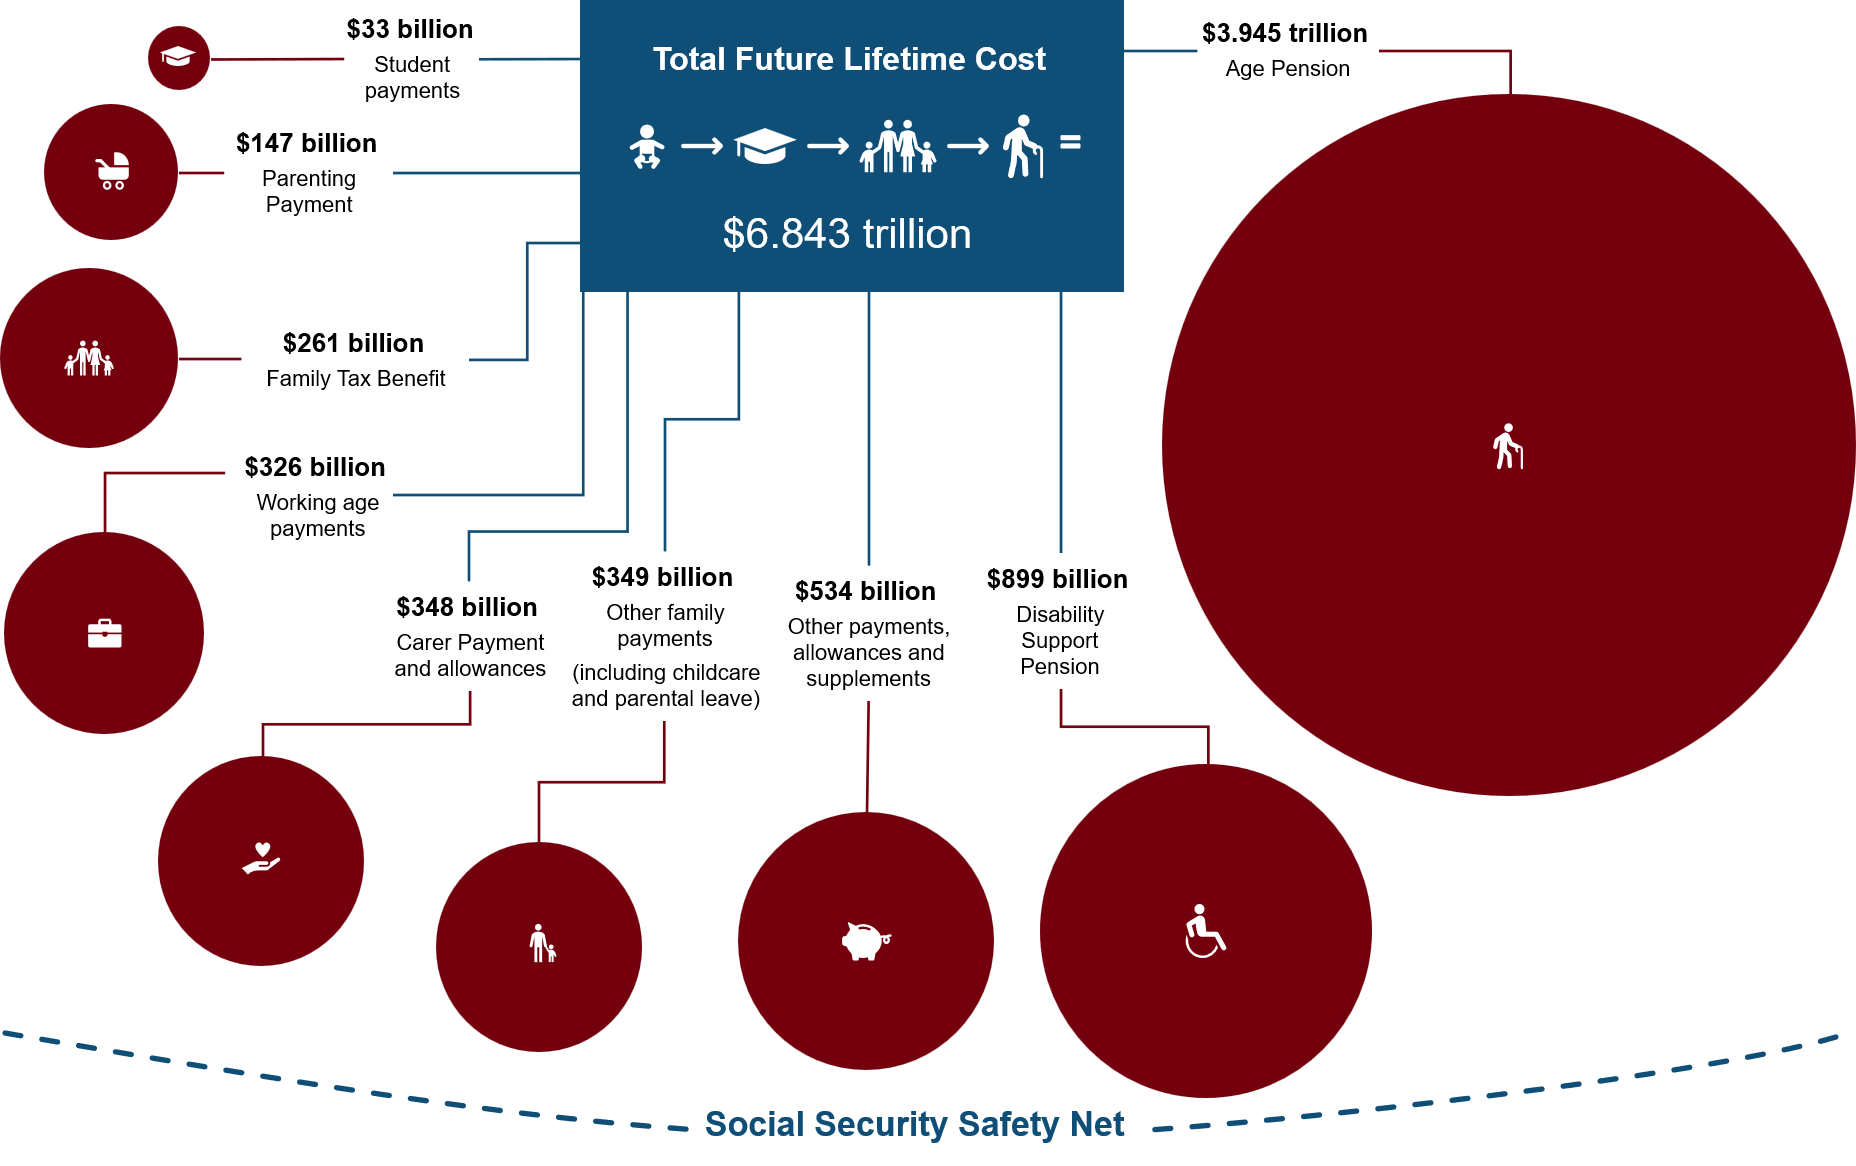 Total Future Lifetime Cost
=
$6.843 trillion
$33 billion
Student
payments
$147 billion
Parenting
Payment
$261 billion
Family Tax Benefit
$326 billion
Working age
payments
$348 billion
Carer Payment
and allowances
$349 billion
Other family
payments
(including childcare
and parental leave)
$534 billion
Other payments,
allowances and
supplements
$899 billion
Disability
Support
Pension
$3.945 trillion
Age Pension
Social Security Safety Net